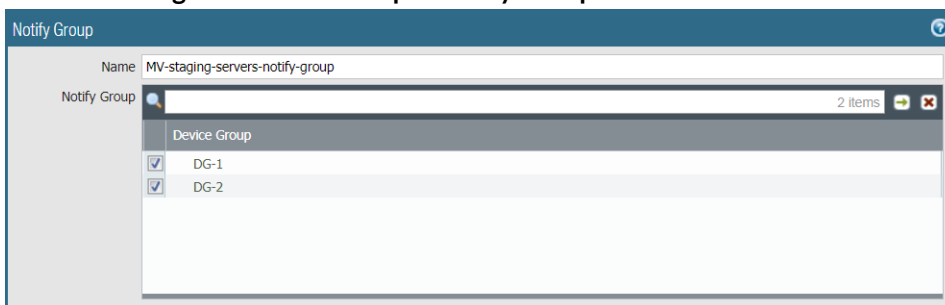 Notify Group
Name MV-staging-servers-notify-group
Notify Group 2 items
Device Group
DG-1
DG-2